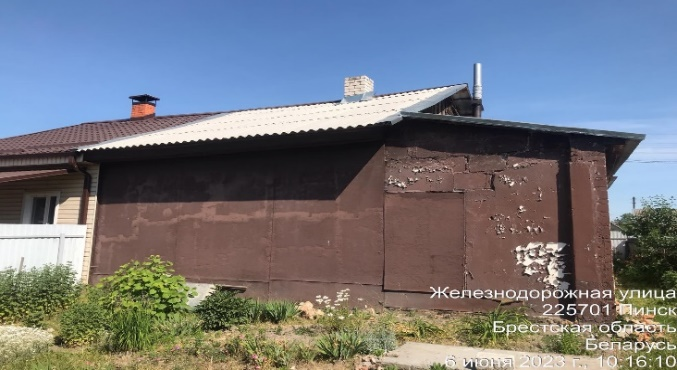 Железнодорожная улица
225701 Пинск
Брестская область
Беларусь
6 июня 2023 г., 10:16:10